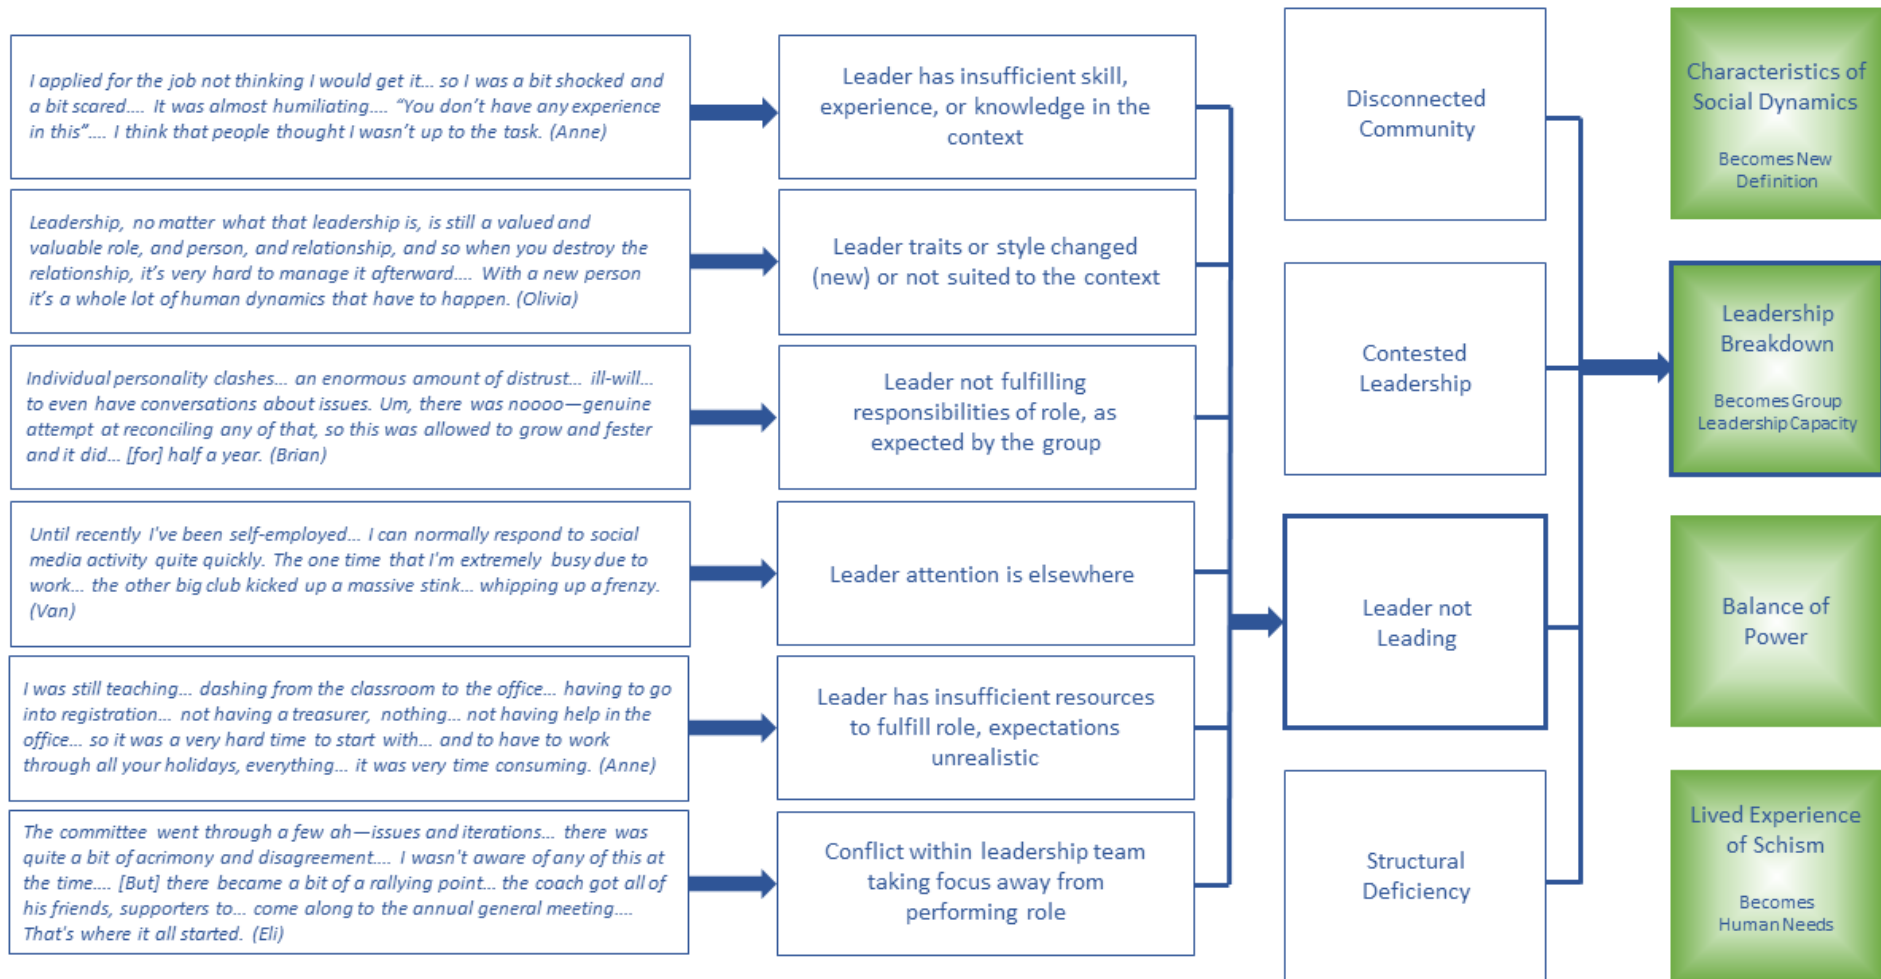 I applied for the job not thinking I would get it... so I was a bit shocked and
a bit scared.... It was almost humiliating.... “You don’t have any experience
in this”.... I think that people thought I wasn’t up to the task. (Anne)
Leadership, no matter what that leadership is, is still a valued and
valuable role, and person, and relationship, and so when you destroy the
relationship, it’s very hard to manage it afterward.... With a new person
it’s a whole lot of human dynamics that have to happen. (Olivia)
Individual personality clashes... an enormous amount of distrust... ill-will...
to even have conversations about issues. Um, there was noooo—genuine
attempt at reconciling any of that, so this was allowed to grow and fester
and it did... [for] half a year. (Brian)
Until recently I've been self-employed... I can normally respond to social
media activity quite quickly. The one time that I'm extremely busy due to
work... the other big club kicked up a massive stink... whipping up a frenzy.
(Van)
I was still teaching... dashing from the classroom to the office... having to go
into registration... not having a treasurer, nothing... not having help in the
office... so it was a very hard time to start with... and to have to work
through all your holidays, everything... it was very time consuming. (Anne)
The committee went through a few ah—issues and iterations... there was
quite a bit of acrimony and disagreement.... I wasn't aware of any of this at
the time.... [But] there became a bit of a rallying point... the coach got all of
his friends, supporters to... come along to the annual general meeting....
That's where it all started. (Eli)
Leader has insufficient skill,
experience, or knowledge in the
context
Leader traits or style changed
(new) or not suited to the context
Leader not fulfilling
responsibilities of role, as
expected by the group
Leader attention is elsewhere
Leader has insufficient resources
to fulfill role, expectations
unrealistic
Conflict within leadership team
taking focus away from
performing role
Disconnected
Community
Contested
Leadership
Leader not
Leading
Structural
Deficiency
Characteristics of
Social Dynamics
Becomes New
Definition
Leadership
Breakdown
Becomes Group
Leadership Capacity
Balance of
Power
Lived Experience
of Schism
Becomes
Human Needs